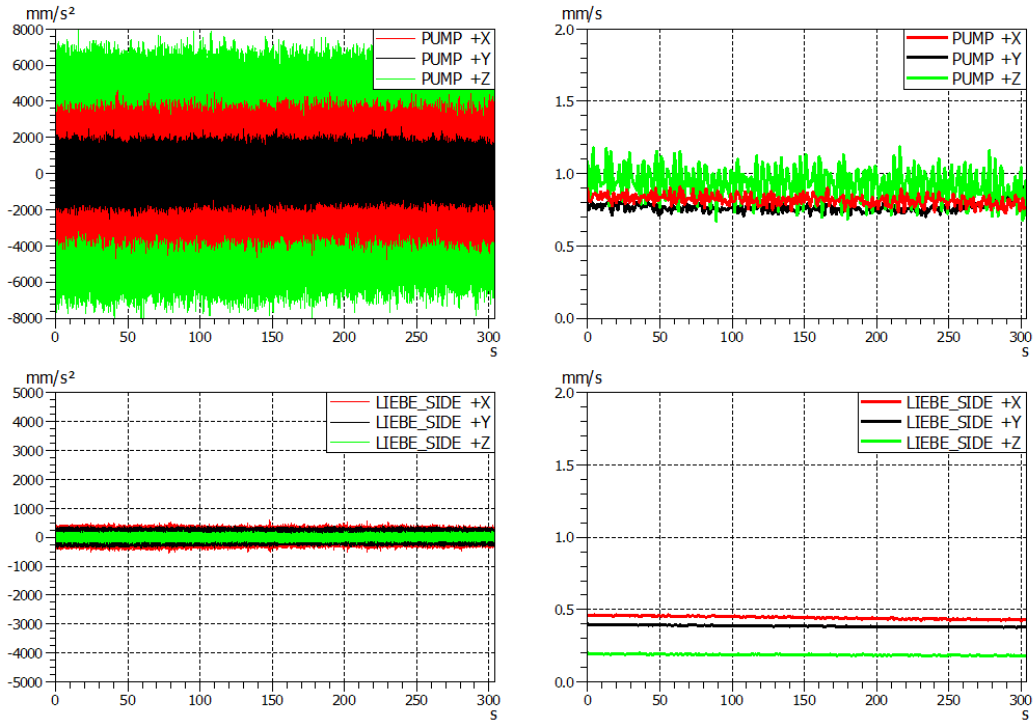 mm/s²
8000
6000
4000
2000
0
-2000
-4000
-6000
-8000
0 50 100 150 200 250 300
s
PUMP +X
PUMP +Y
PUMP +Z
mm/s
2.0
1.5
1.0
0.5
0.0
0 50 100 150 200 250 300
s
PUMP +X
PUMP +Y
PUMP +Z
mm/s²
5000
4000
3000
2000
1000
0
-1000
-2000
-3000
-4000
-5000
0 50 100 150 200 250 300
s
LIEBE_SIDE +X
LIEBE_SIDE +Y
LIEBE_SIDE +Z
mm/s
2.0
1.5
1.0
0.5
0.0
0 50 100 150 200 250 300
s
LIEBE_SIDE +X
LIEBE_SIDE +Y
LIEBE_SIDE +Z